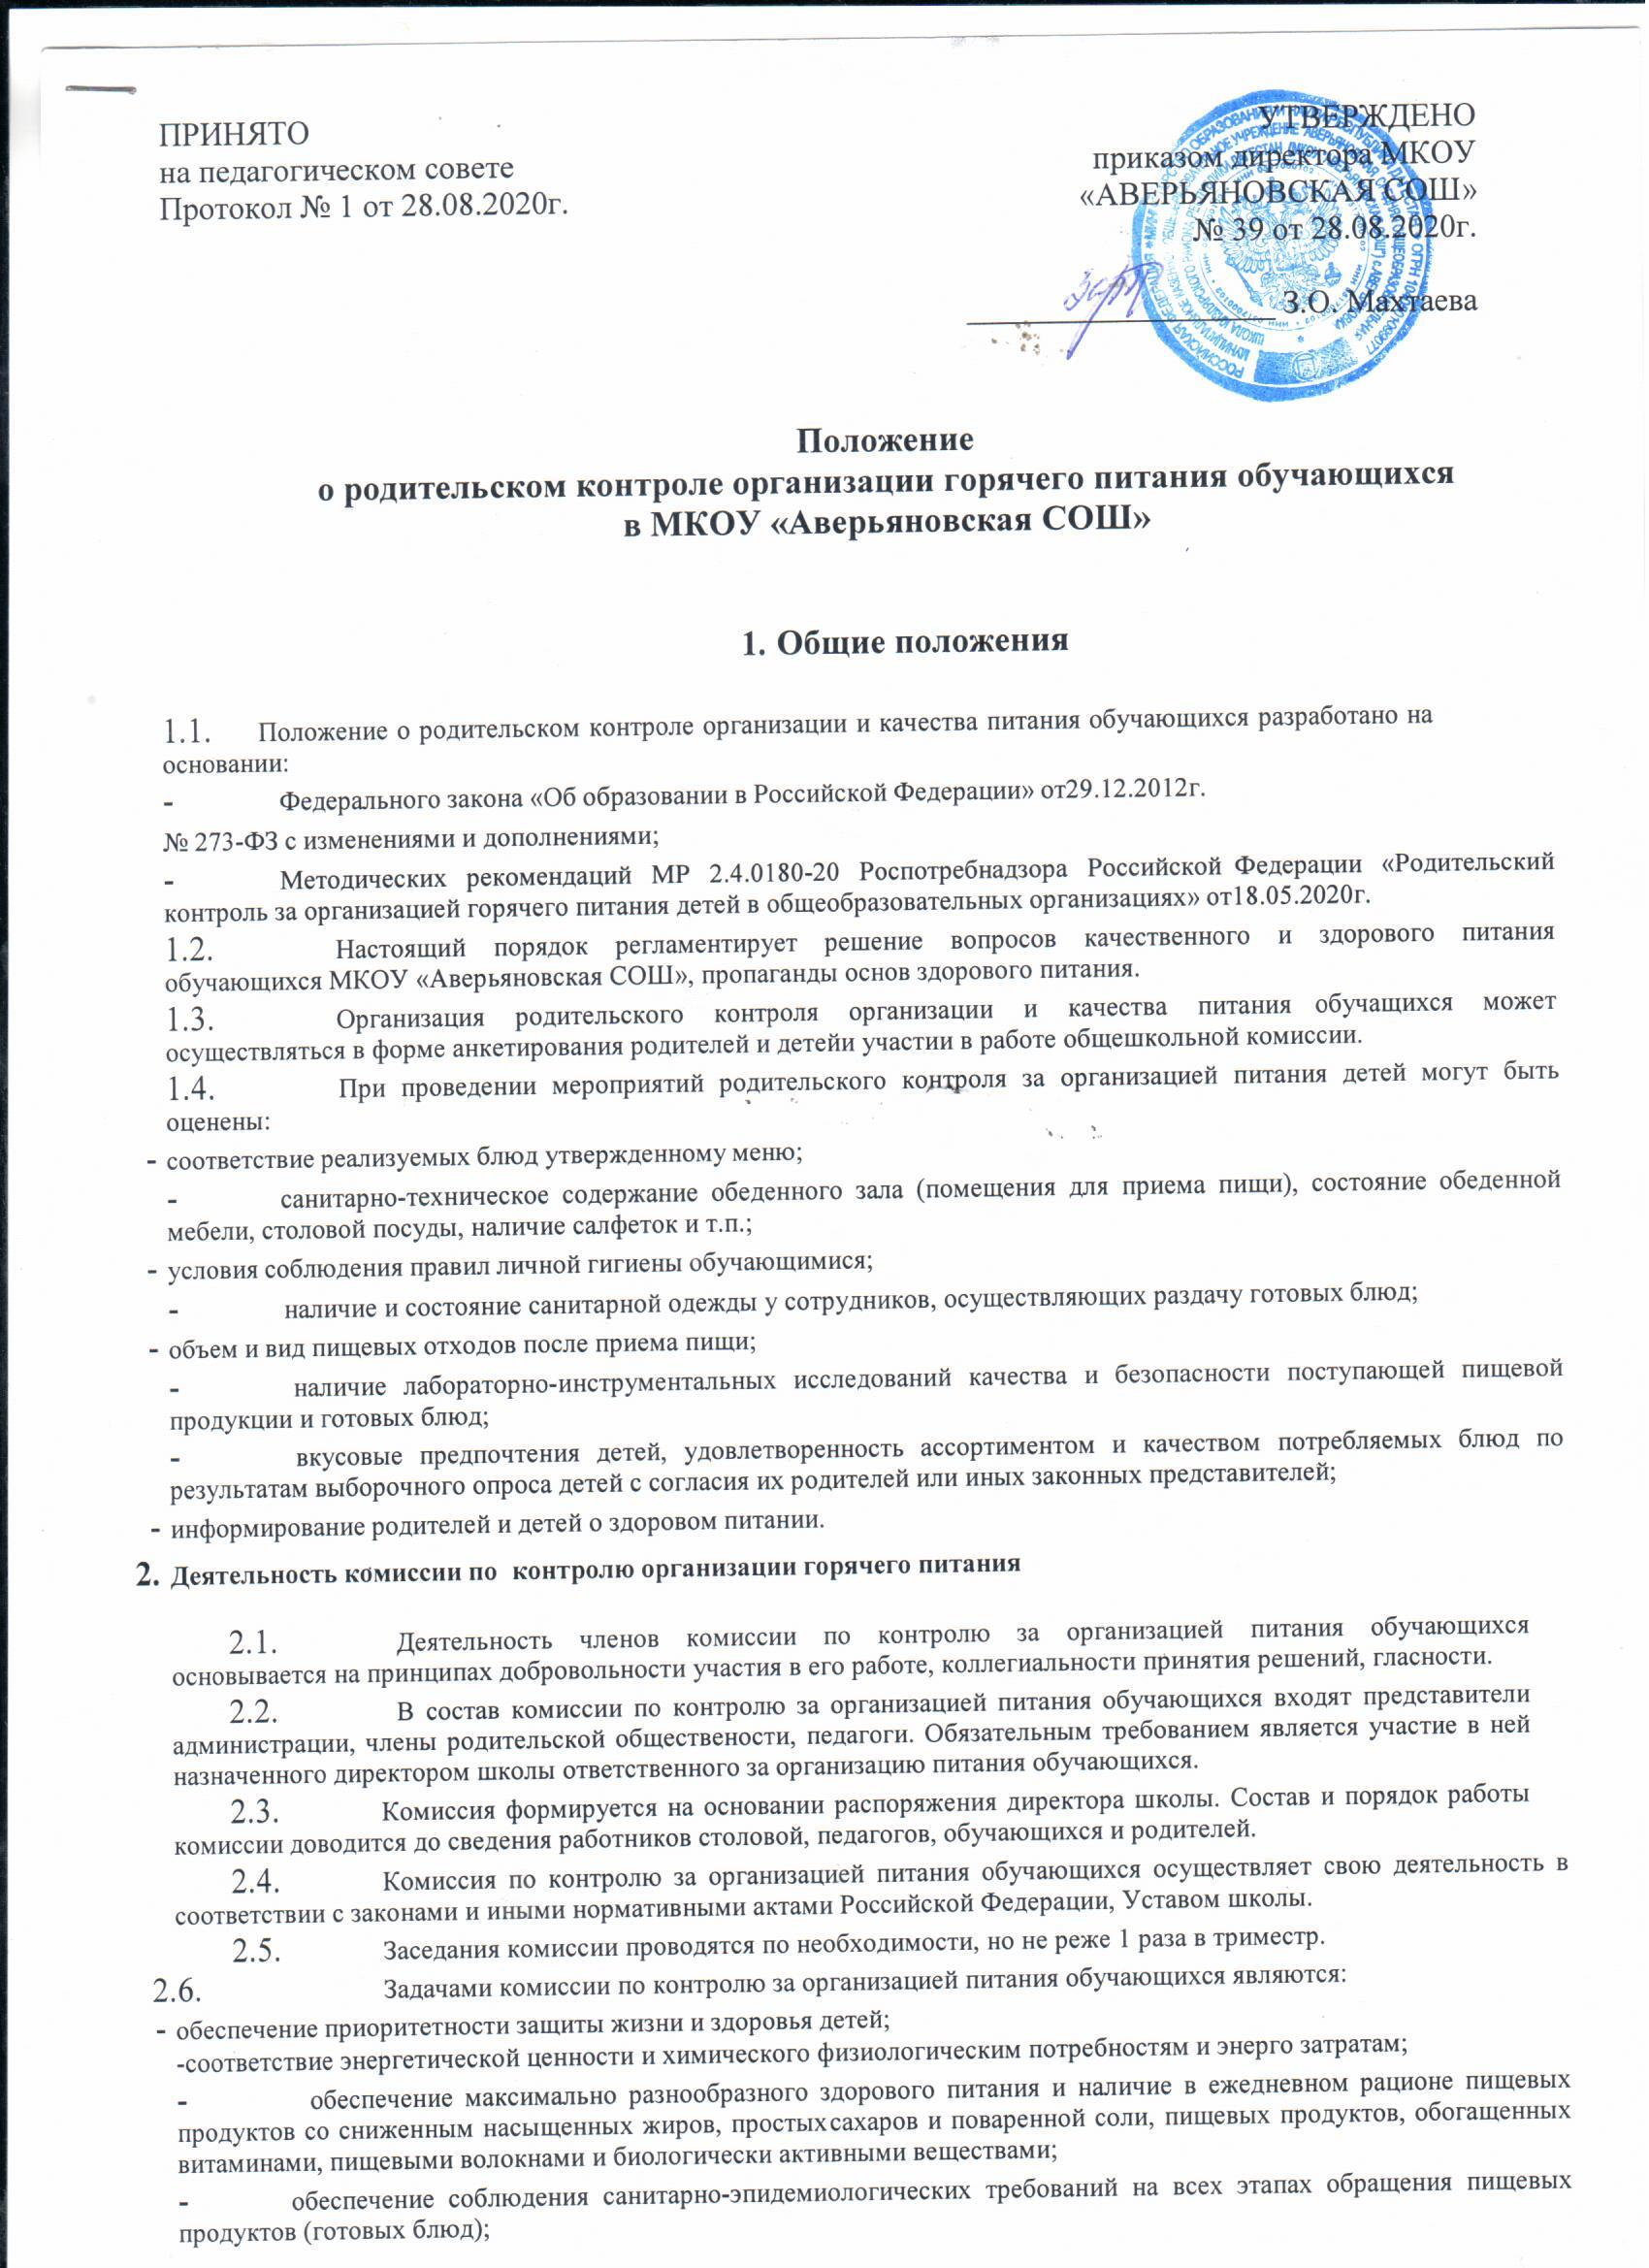 ПРИНЯТО
на педагогическом совете
Протокол № 1 от 28.08.2020г.
УТВЕРЖДЕНО
приказом директора МКОУ
«АВЕРЬЯНОВСКАЯ СОШ»
№ 39 от 28.08.2020г.
З.О. Махтаева
Положение
о родительском контроле организации горячего питания обучающихся
в МКОУ «Аверьяновская СОШ»
1. Общие положения
1.1. Положение о родительском контроле организации и качества питания обучающихся разработано на
основании:
- Федерального закона «Об образовании в Российской Федерации» от29.12.2012г.
№ 273-ФЗ с изменениями и дополнениями;
- Методических рекомендаций МР 2.4.0180-20 Роспотребнадзора Российской Федерации «Родительский
контроль за организацией горячего питания детей в общеобразовательных организациях» от18.05.2020г.
1.2. Настоящий порядок регламентирует решение вопросов качественного и здорового питания
обучающихся МКОУ «Аверьяновская СОШ», пропаганды основ здорового питания.
1.3. Организация родительского контроля организации и качества питания обучащихся может
осуществляться в форме анкетирования родителей и детейи участии в работе общешкольной комиссии.
1.4. При проведении мероприятий родительского контроля за организацией питания детей могут быть
оценены:
- соответствие реализуемых блюд утвержденному меню;
- санитарно-техническое содержание обеденного зала (помещения для приема пищи), состояние обеденной
мебели, столовой посуды, наличие салфеток и т.п.;
- условия соблюдения правил личной гигиены обучающимися;
- наличие и состояние санитарной одежды у сотрудников, осуществляющих раздачу готовых блюд;
- объем и вид пищевых отходов после приема пищи;
- наличие лабораторно-инструментальных исследований качества и безопасности поступающей пищевой
продукции и готовых блюд;
- вкусовые предпочтения детей, удовлетворенность ассортиментом и качеством потребляемых блюд по
результатам выборочного опроса детей с согласия их родителей или иных законных представителей;
- информирование родителей и детей о здоровом питании.
2. Деятельность комиссии по контролю организации горячего питания
2.1. Деятельность членов комиссии по контролю за организацией питания обучающихся
основывается на принципах добровольности участия в его работе, коллегиальности принятия решений, гласности.
2.2. В состав комиссии по контролю за организацией питания обучающихся входят представители
администрации, члены родительской обществености, педагоги. Обязательным требованием является участие в ней
назначенного директором школы ответственного за организацию питания обучающихся.
2.3. Комиссия формируется на основании распоряжения директора школы. Состав и порядок работы
комиссии доводится до сведения работников столовой, педагогов, обучающихся и родителей.
2.4. Комиссия по контролю за организацией питания обучающихся осуществляет свою деятельность в
соответствии с законами и иными нормативными актами Российской Федерации, Уставом школы.
2.5. Заседания комиссии проводятся по необходимости, но не реже 1 раза в триместр.
2.6. Задачами комиссии по контролю за организацией питания обучающихся являются:
- обеспечение приоритетности защиты жизни и здоровья детей;
-соответствие энергетической ценности и химического физиологическим потребностям и энерго затратам;
- обеспечение максимально разнообразного здорового питания и наличие в ежедневном рационе пищевых
продуктов со сниженным насыщенных жиров, простых сахаров и поваренной соли, пищевых продуктов, обогащенных
витаминами, пищевыми волокнами и биологически активными веществами;
- обеспечение соблюдения санитарно-эпидемиологических требований на всех этапах обращения пищевых
продуктов (готовых блюд);